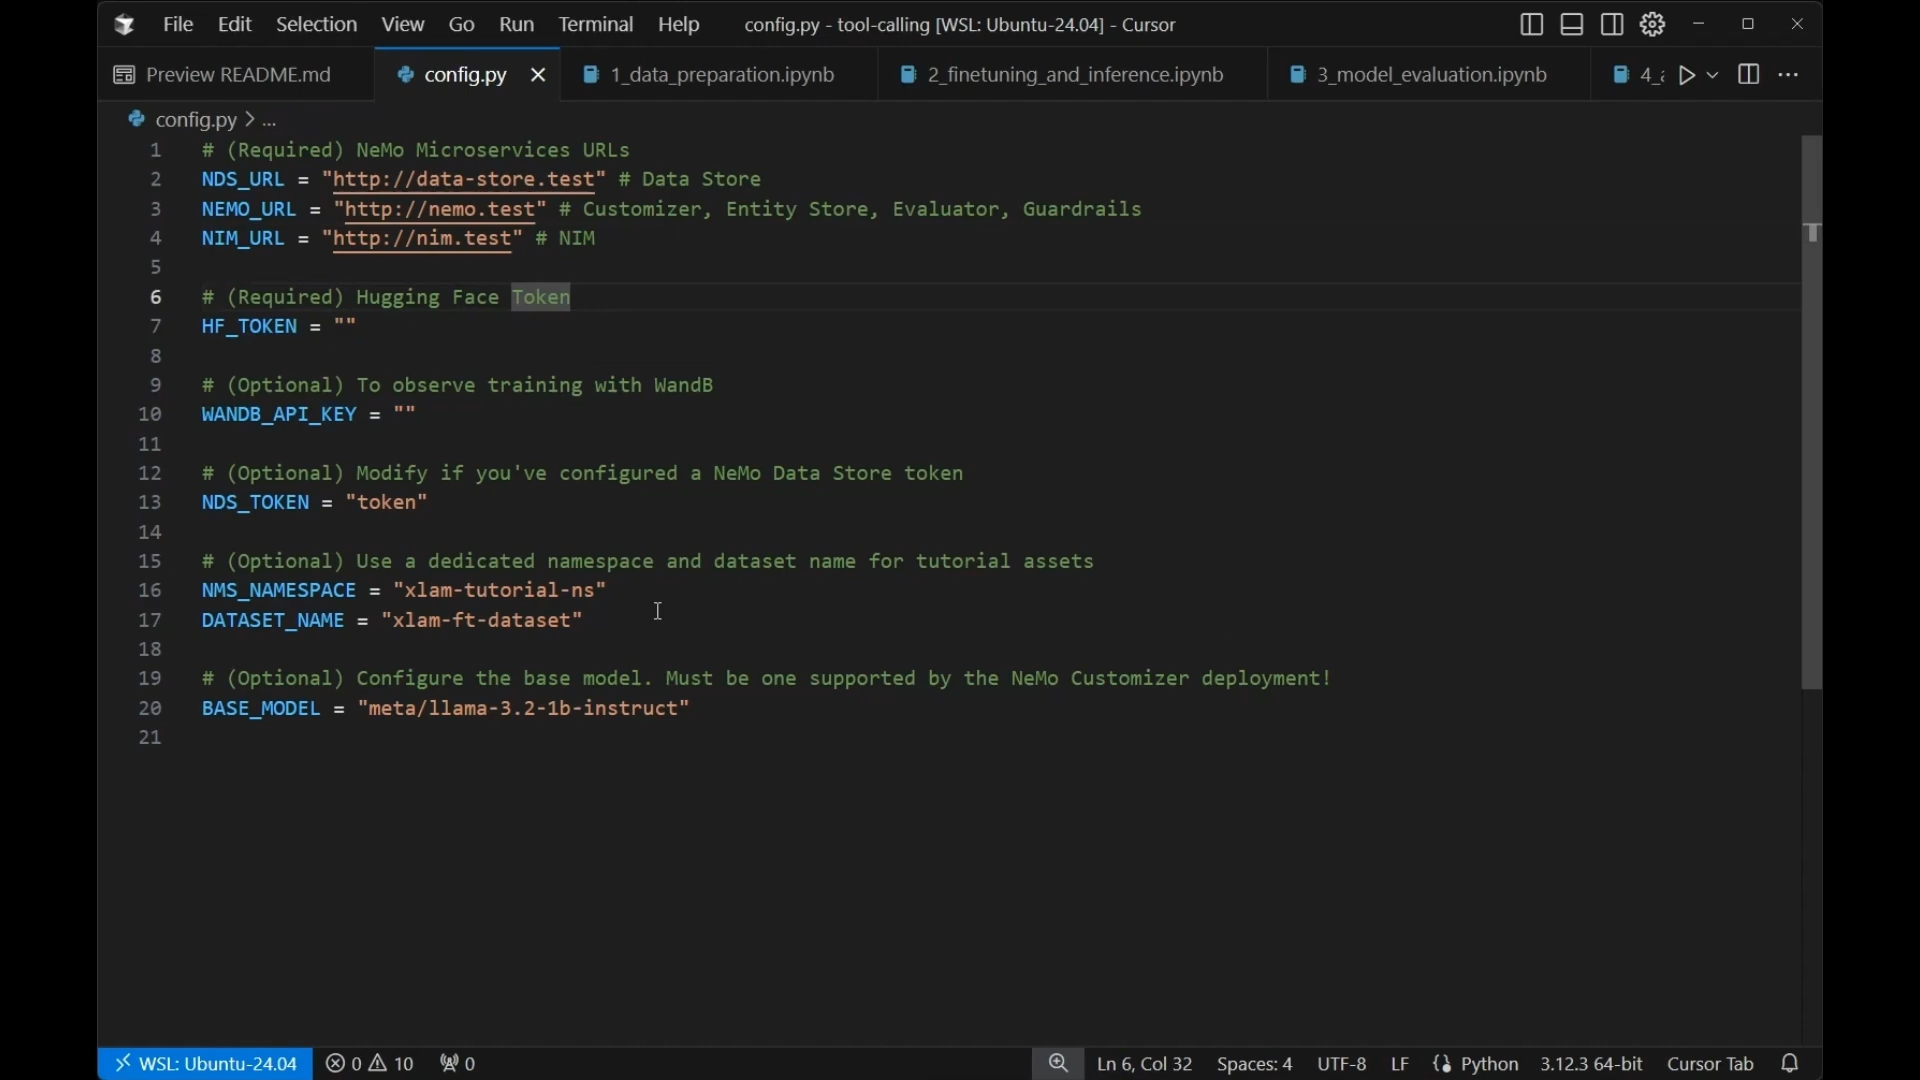 File Edit Selection View Go Run Terminal Help config.py - tool-calling [WSL: Ubuntu-24.04] - Cursor
Preview README.md config.py 1_data_preparation.ipynb 2_finetuning_and_inference.ipynb 3_model_evaluation.ipynb 4_
config.py > ...
1 # (Required) NeMo Microservices URLs
2 NDS_URL = "http://data-store.test" # Data Store
3 NEMO_URL = "http://nemo.test" # Customizer, Entity Store, Evaluator, Guardrails
4 NIM_URL = "http://nim.test" # NIM
5
6 # (Required) Hugging Face Token
7 HF_TOKEN = ""
8
9 # (Optional) To observe training with WandB
10 WANDB_API_KEY = ""
11
12 # (Optional) Modify if you've configured a NeMo Data Store token
13 NDS_TOKEN = "token"
14
15 # (Optional) Use a dedicated namespace and dataset name for tutorial assets
16 NMS_NAMESPACE = "xlam-tutorial-ns"
17 DATASET_NAME = "xlam-ft-dataset"
18
19 # (Optional) Configure the base model. Must be one supported by the NeMo Customizer deployment!
20 BASE_MODEL = "meta/llama-3.2-1b-instruct"
21
WSL: Ubuntu-24.04 0 10 0 Ln 6, Col 32 Spaces: 4 UTF-8 LF {} Python 3.12.3 64-bit Cursor Tab